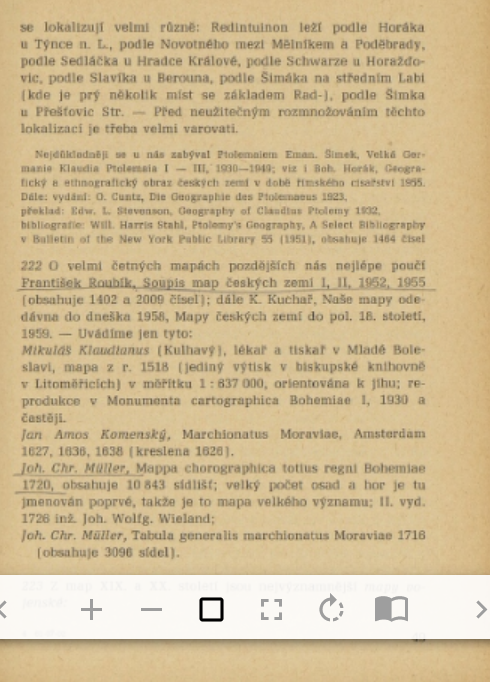 se lokalizují velmi různě: Redintuinon leží podle Horáka
u Týnce n. L., podle Novotného mezi Mělníkem a Poděbrady,
podle Sedláčka u Hradce Králové, podle Schwarze u Horažďo-
vic, podle Slavíka u Berouna, podle Šimáka na středním Labi
(kde je prý několik míst se základem Rad-), podle Šimka
u Přeštovic Str. — Před neužitečným rozmnožováním těchto
lokalizací je třeba velmi varovati.
Nejdůkladněji se u nás zabýval Ptolemaiem Eman. Šimek, Velká Ger-
manie Klaudia Ptolemaia I — III, 1930—1949; viz i Boh. Horák, Geogra-
fický a ethnografický obraz českých zemí v době římského císařství 1955.
Dále: vydání: O. Cuntz, Die Geographie des Ptolemaeus 1923,
překlad: Edw. L. Stevenson, Geography of Claudius Ptolemy 1932,
bibliografie: Will. Harris Stahl, Ptolemy's Geography, A Select Bibliography
v Bulletin of the New York Public Library 55 (1951), obsahuje 1464 čísel
222 O velmi četných mapách pozdějších nás nejlépe poučí
František Roubík, Soupis map českých zemí I, II, 1952, 1955
(obsahuje 1402 a 2009 čísel); dále K. Kuchař, Naše mapy ode-
dávna do dneška 1958, Mapy českých zemí do pol. 18. století,
1959. — Uvádíme jen tyto:
Mikuláš Klaudianus (Kulhavý), lékař a tiskař v Mladé Bole-
slavi, mapa z r. 1518 (jediný výtisk v biskupské knihovně
v Litoměřicích) v měřítku 1 : 637 000, orientována k jihu; re-
produkce v Monumenta cartographica Bohemiae I, 1930 a
častěji.
Jan Amos Komenský, Marchionatus Moraviae, Amsterdam
1627, 1636, 1638 (kreslena 1626).
Joh. Chr. Müller, Mappa chorographica totius regni Bohemiae
1720, obsahuje 10 843 sídlišť; velký počet osad a hor je tu
jmenován poprvé, takže je to mapa velkého významu; II. vyd.
1726 inž. Joh. Wolfg. Wieland;
Joh. Chr. Müller, Tabula generalis marchionatus Moraviae 1716
(obsahuje 3096 sídel).